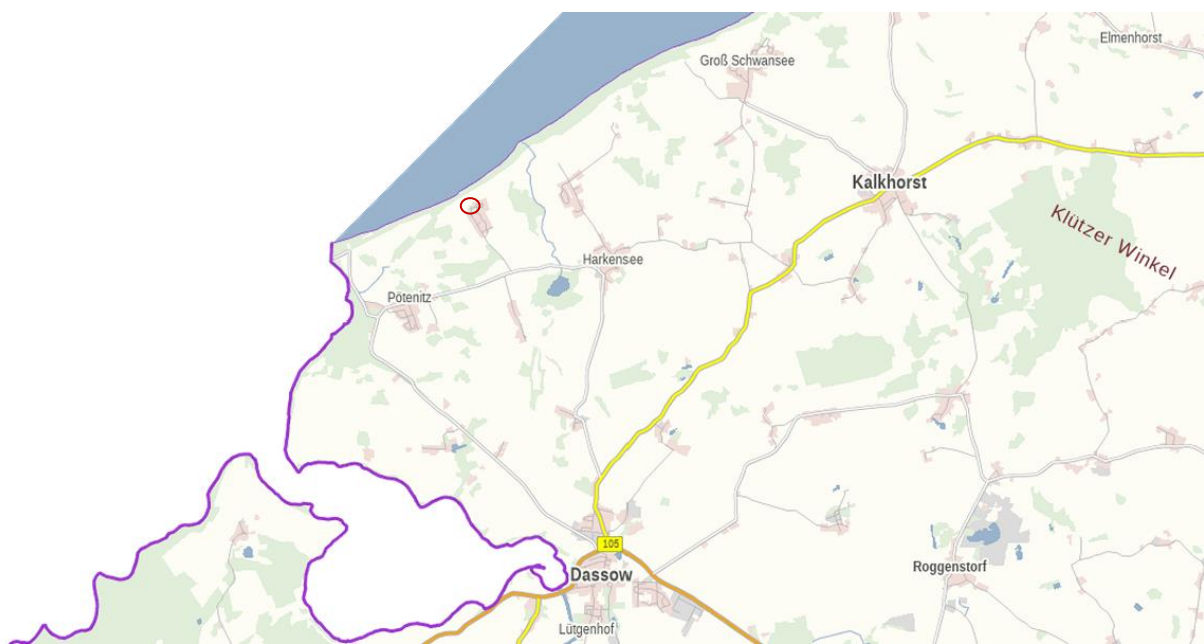 Elmenhorst
Groß Schwansee
Kalkhorst
Klützer Winkel
Harkensee
Pötenitz
105
Dassow
Roggenstorf
Lütgenhof